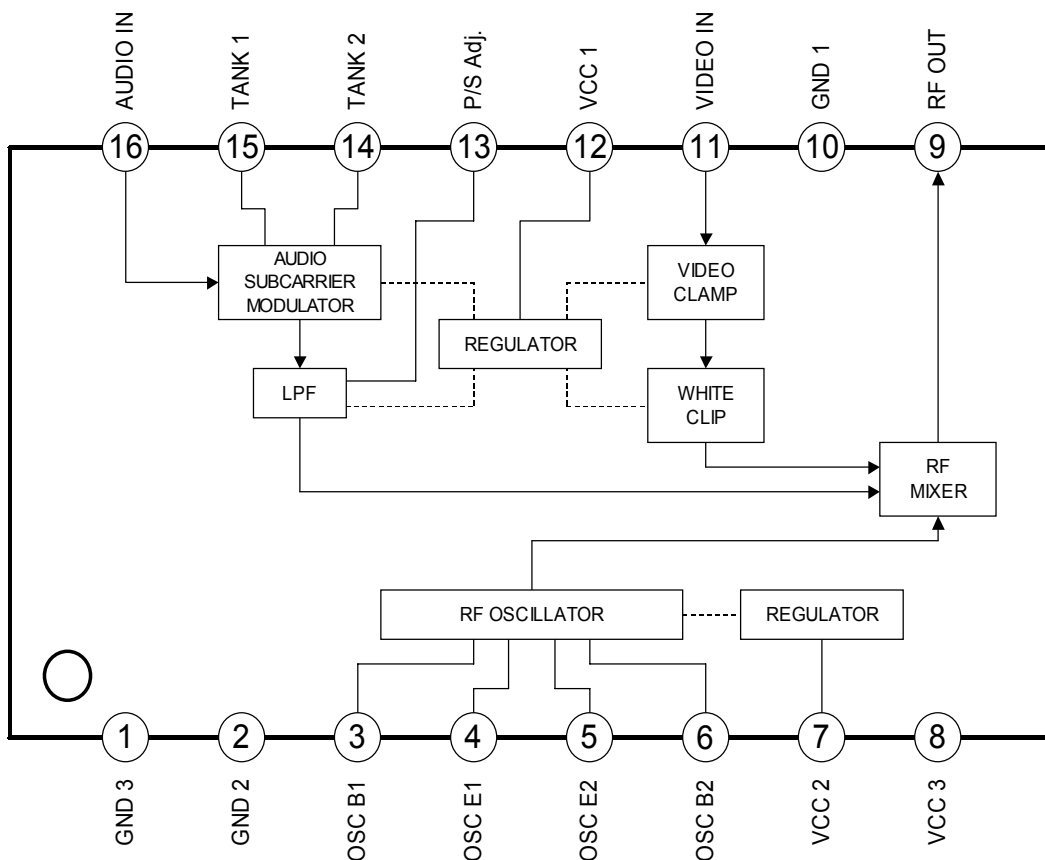 AUDIO IN
TANK 1
TANK 2
P/S Adj.
VCC 1
VIDEO IN
GND 1
RF OUT
16
15
14
13
12
11
10
9
AUDIO
SUBCARRIER
MODULATOR
VIDEO
CLAMP
REGULATOR
LPF
WHITE
CLIP
RF
MIXER
RF OSCILLATOR
REGULATOR
1
2
3
4
5
6
7
8
GND 3
GND 2
OSC B1
OSC E1
OSC E2
OSC B2
VCC 2
VCC 3